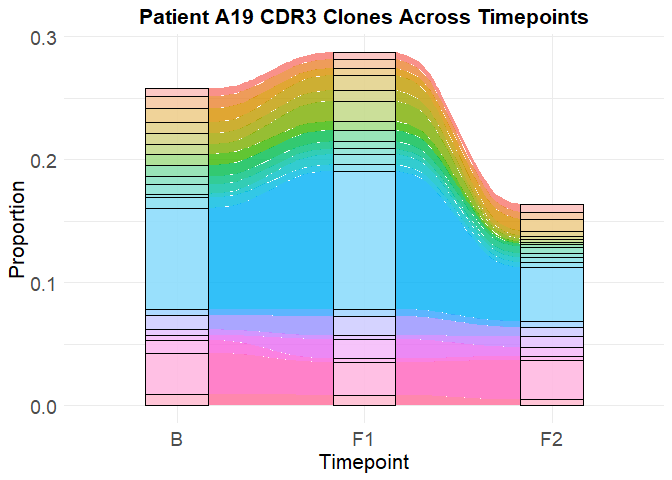 Patient A19 CDR3 Clones Across Timepoints
Proportion
0.3
0.2
0.1
0.0
B F1 F2
Timepoint